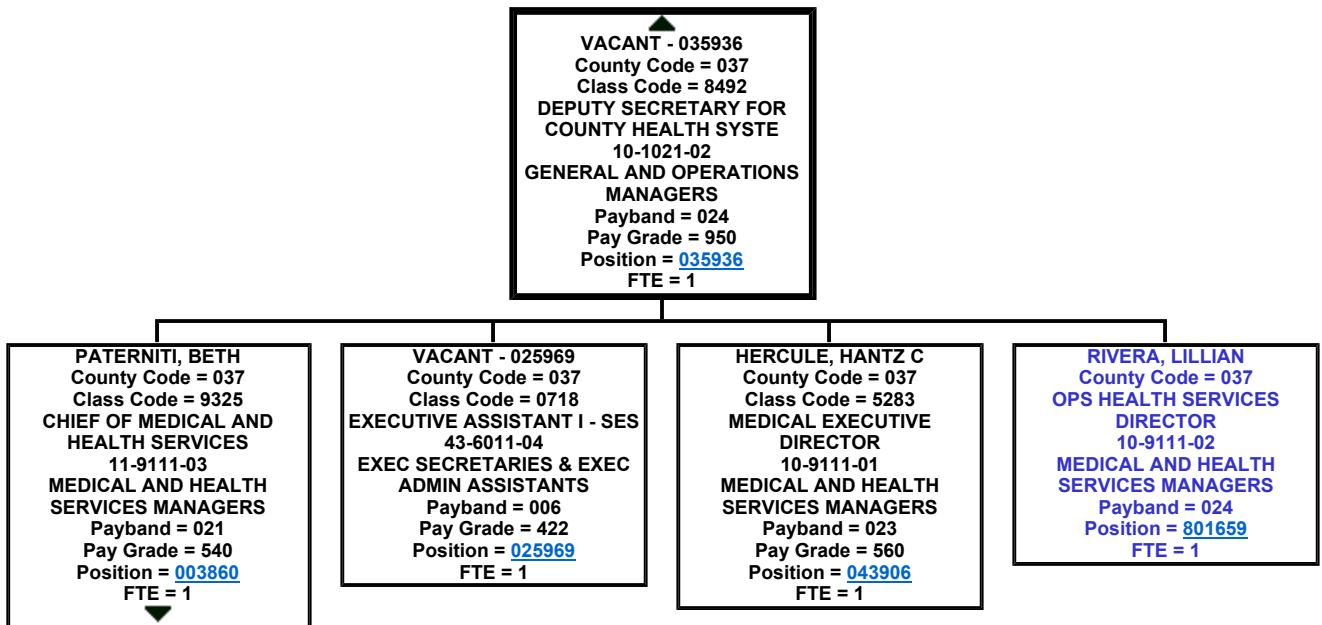 VACANT - 035936
County Code = 037
Class Code = 8492
DEPUTY SECRETARY FOR
COUNTY HEALTH SYSTE
10-1021-02
GENERAL AND OPERATIONS
MANAGERS
Payband = 024
Pay Grade = 950
Position = 035936
FTE = 1
PATERNITI, BETH
County Code = 037
Class Code = 9325
CHIEF OF MEDICAL AND
HEALTH SERVICES
11-9111-03
MEDICAL AND HEALTH
SERVICES MANAGERS
Payband = 021
Pay Grade = 540
Position = 003860
FTE = 1
VACANT - 025969
County Code = 037
Class Code = 0718
EXECUTIVE ASSISTANT I - SES
43-6011-04
EXEC SECRETARIES & EXEC
ADMIN ASSISTANTS
Payband = 006
Pay Grade = 422
Position = 025969
FTE = 1
HERCULE, HANTZ C
County Code = 037
Class Code = 5283
MEDICAL EXECUTIVE
DIRECTOR
10-9111-01
MEDICAL AND HEALTH
SERVICES MANAGERS
Payband = 023
Pay Grade = 560
Position = 043906
FTE = 1
RIVERA, LILLIAN
County Code = 037
OPS HEALTH SERVICES
DIRECTOR
10-9111-02
MEDICAL AND HEALTH
SERVICES MANAGERS
Payband = 024
Position = 801659
FTE = 1